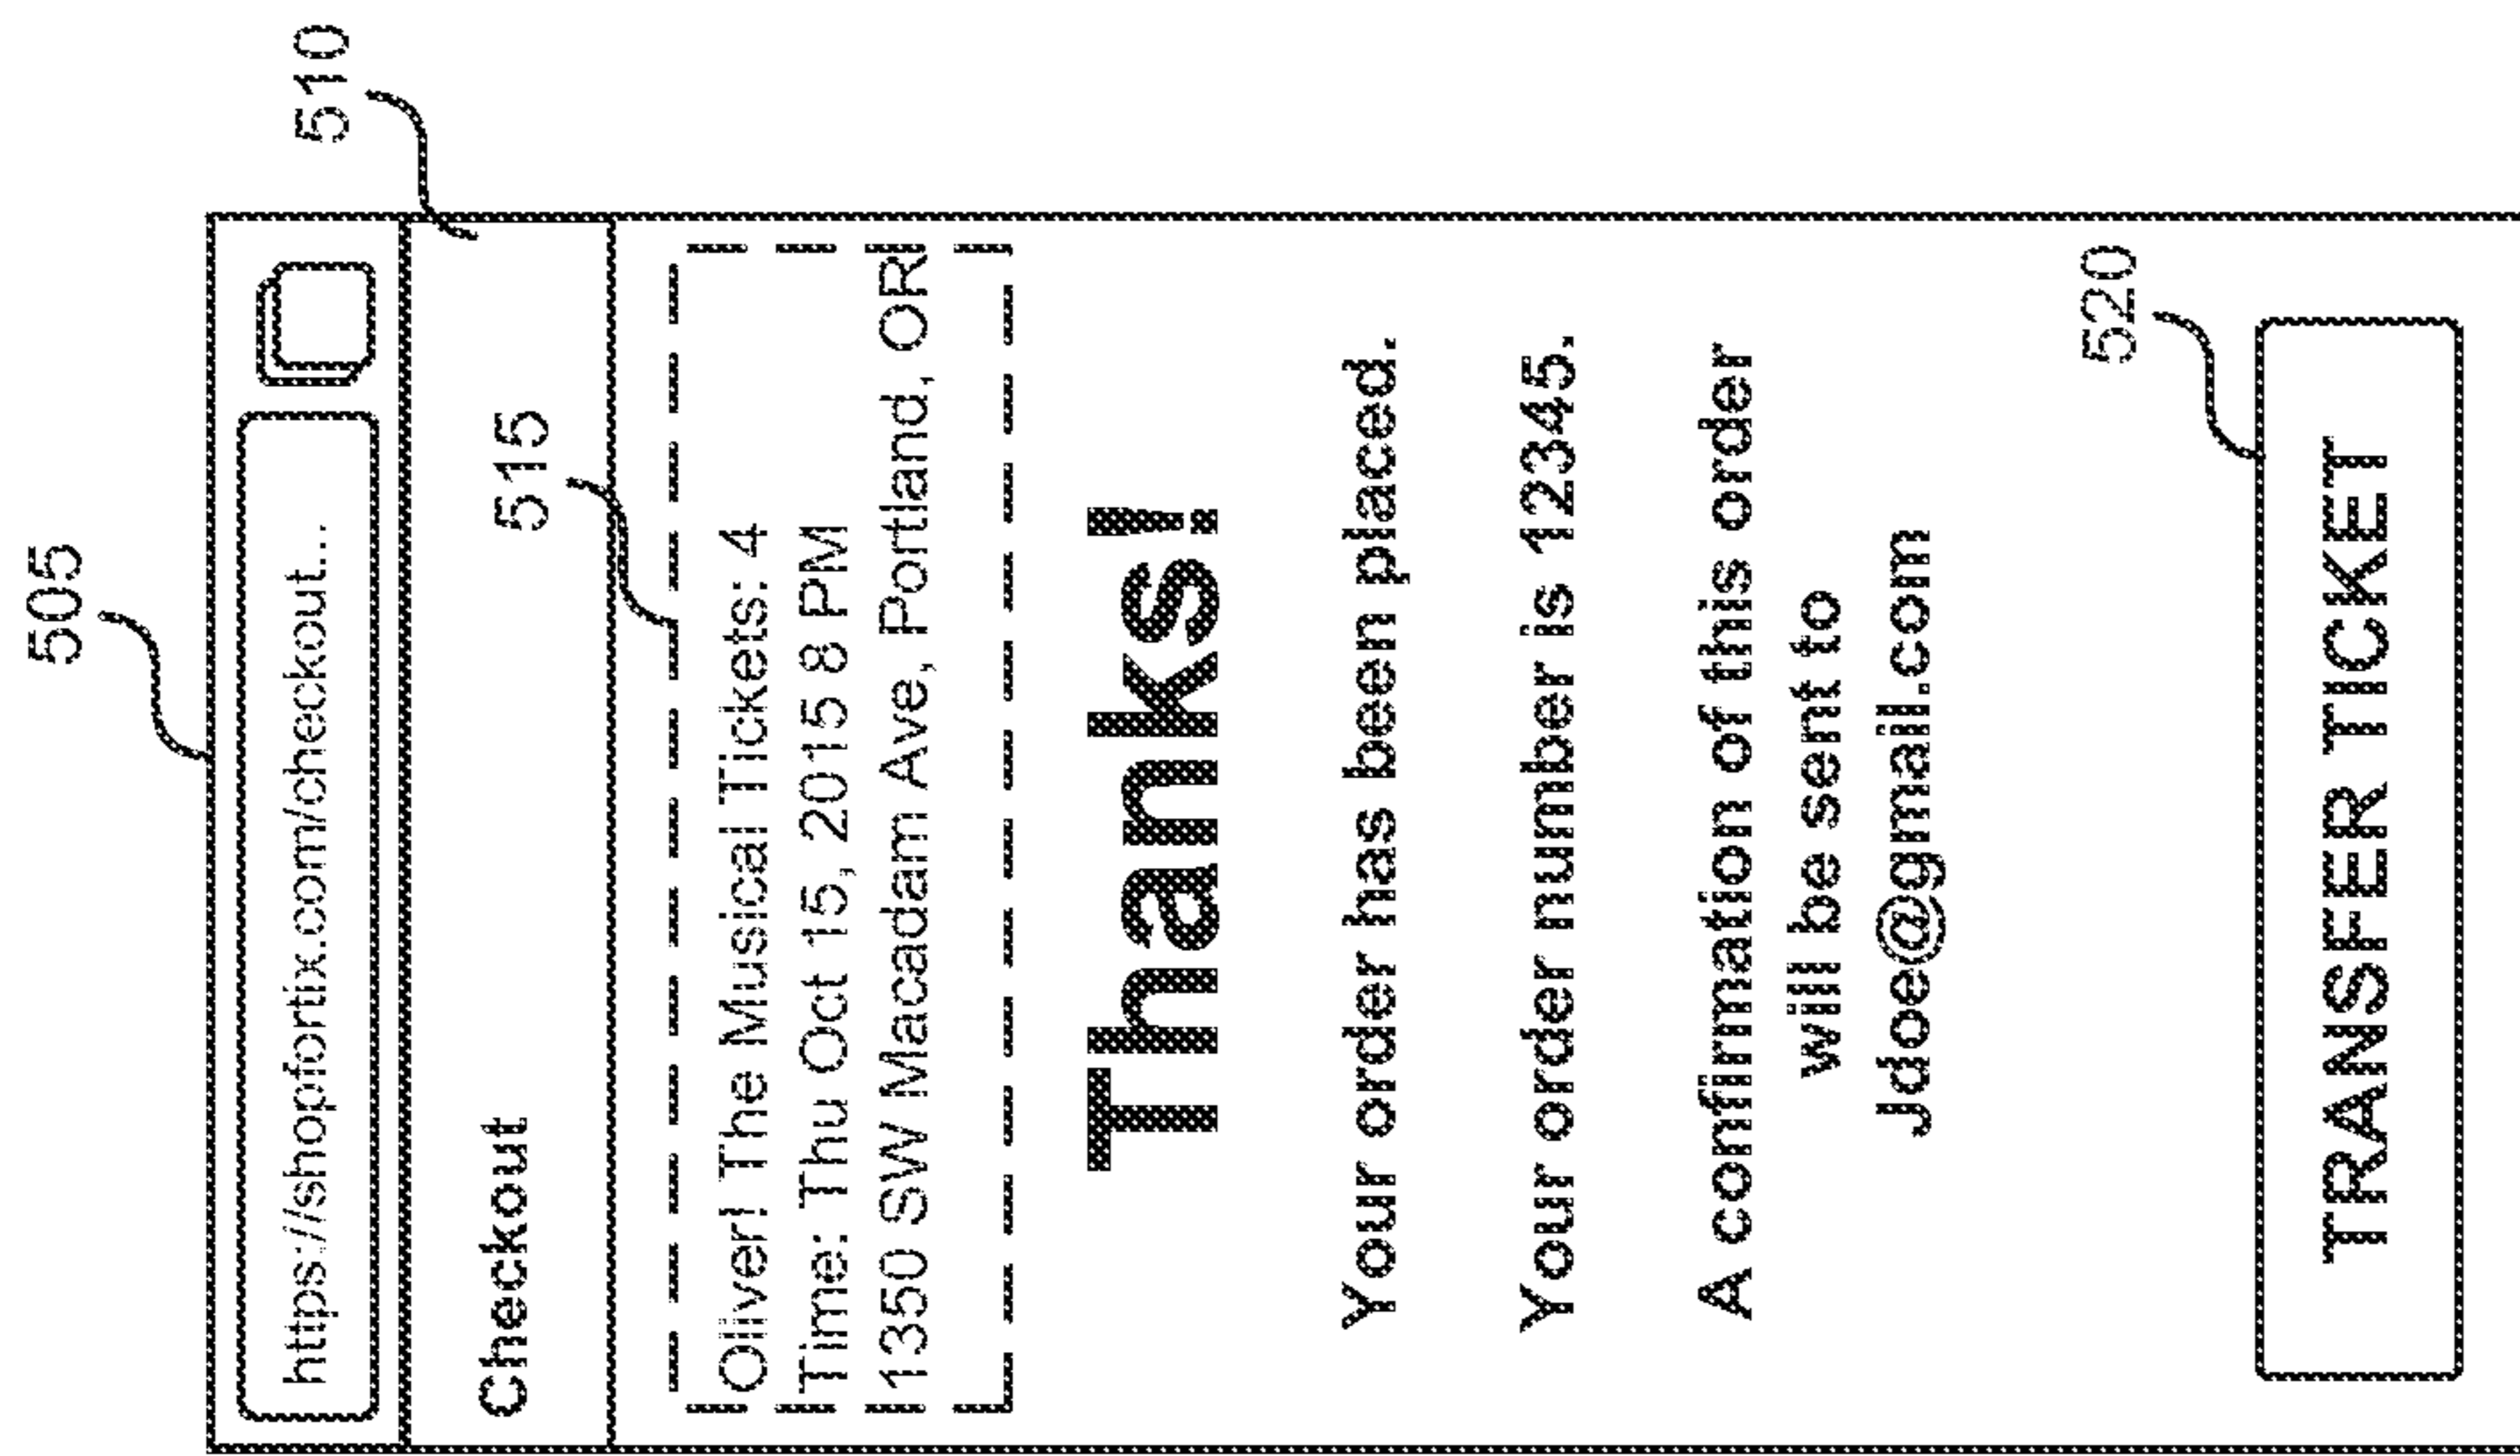 505
510
https://shopfortix.com/checkout...
Checkout
515
Olliver! The Musical Tickets: 4
Time: Thu Oct 15, 2015 8 PM
1350 SW Macadam Ave, Portland, OR
Thanks!
Your order has been placed.
Your order number is 12345.
A confirmation of this order
will be sent to
Jdoe@gmail.com
520
TRANSFER TICKET